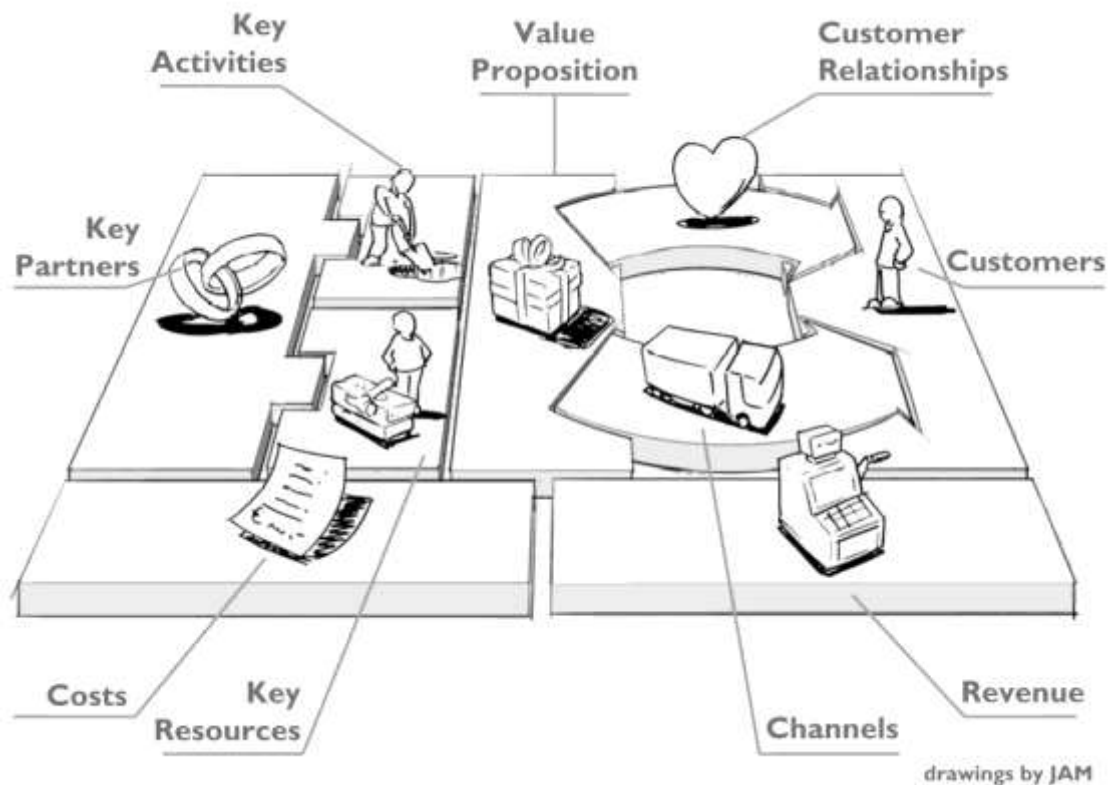 Key
Activities
Value
Proposition
Customer
Relationships
Key
Partners
Customers
Costs
Key
Resources
Channels
Revenue
drawings by JAM